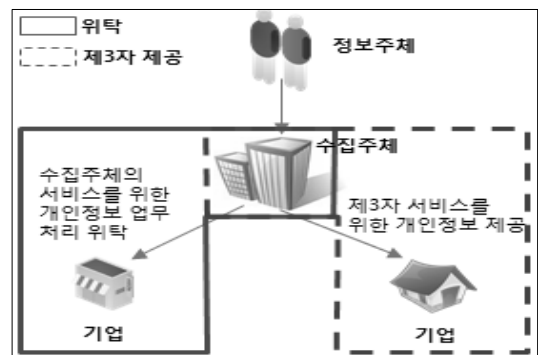 위탁
제3자 제공
정보주체
수집주체
수집주체의
서비스를 위한
개인정보 업무
처리 위탁
제3자 서비스를
위한 개인정보 제공
기업
기업